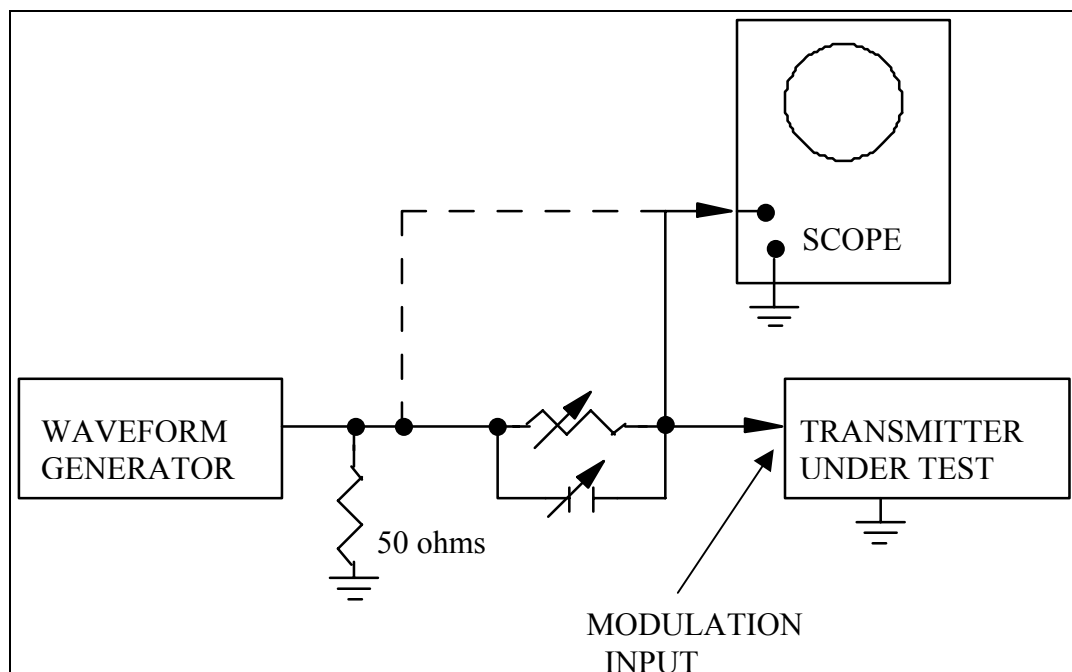 SCOPE
WAVEFORM
GENERATOR
50 ohms
TRANSMITTER
UNDER TEST
MODULATION
INPUT